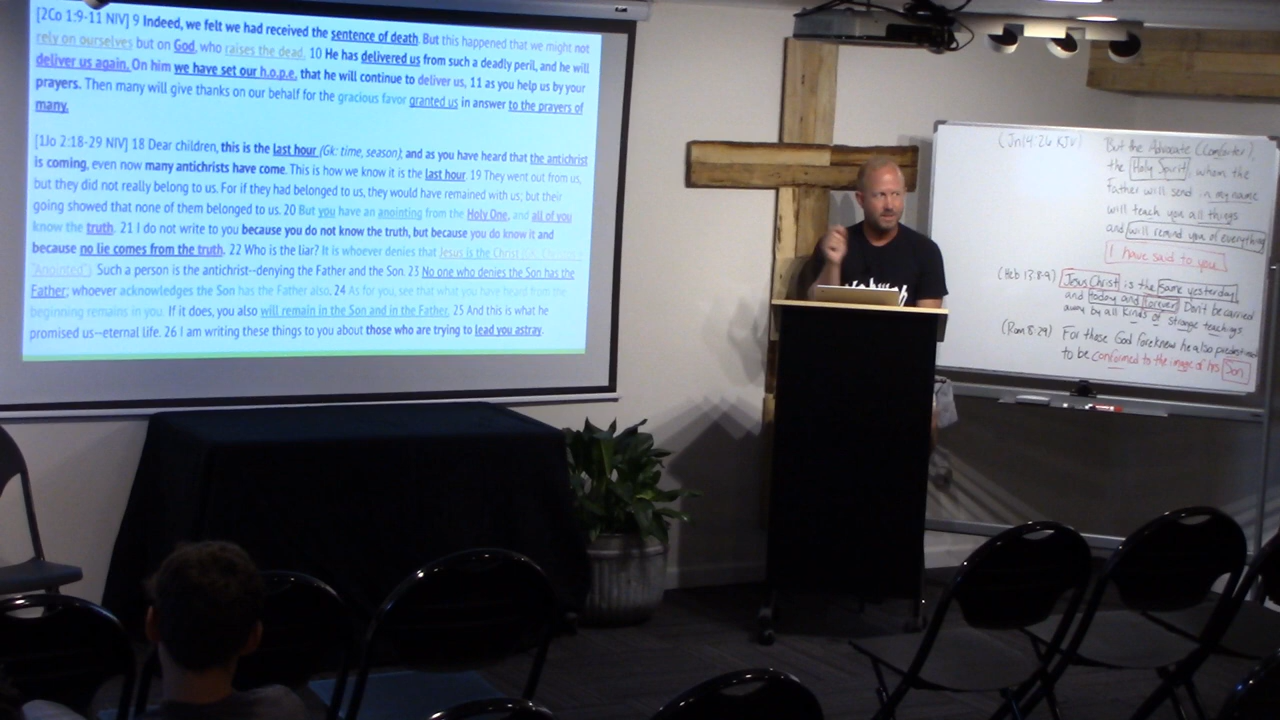 [2Co 1:9-11 NIV] 9 Indeed, we felt we had received the sentence of death. But this happened that we might not
rely on ourselves but on God, who raises the dead. 10 He has delivered us from such a deadly peril, and he will
deliver us again. On him we have set our h.o.p.e. that he will continue to deliver us, 11 as you help us by your
prayers. Then many will give thanks on our behalf for the gracious favor granted us in answer to the prayers of
many.
[1Jo 2:18-29 NIV] 18 Dear children, this is the last hour (Gk: time, season); and as you have heard that the antichrist
is coming, even now many antichrists have come. This is how we know it is the last hour. 19 They went out from us,
but they did not really belong to us. For if they had belonged to us, they would have remained with us; but their
going showed that none of them belonged to us. 20 But you have an anointing from the Holy One, and all of you
know the truth. 21 I do not write to you because you do not know the truth, but because you do know it and
because no lie comes from the truth. 22 Who is the liar? It is whoever denies that Jesus is the Christ
"Anointed"). Such a person is the antichrist--denying the Father and the Son. 23 No one who denies the Son has the
Father; whoever acknowledges the Son has the Father also. 24 As for you, see that what you have heard from the
beginning remains in you. If it does, you also will remain in the Son and in the Father. 25 And this is what he
promised us--eternal life. 26 I am writing these things to you about those who are trying to lead you astray.
(Jn 14:26 KJV) But the Advocate (Comforter),
the Holy Spirit whom the
Father will send in my name
will teach you all things
and will remind you of everything
I have said to you
(Heb 13:8-9) Jesus Christ is the same yesterday
and today and forever Don't be carried
away by all kinds of strange teachings
(Rom 8:29) For those God foreknew he also predestined
to be conformed to the image of his Son